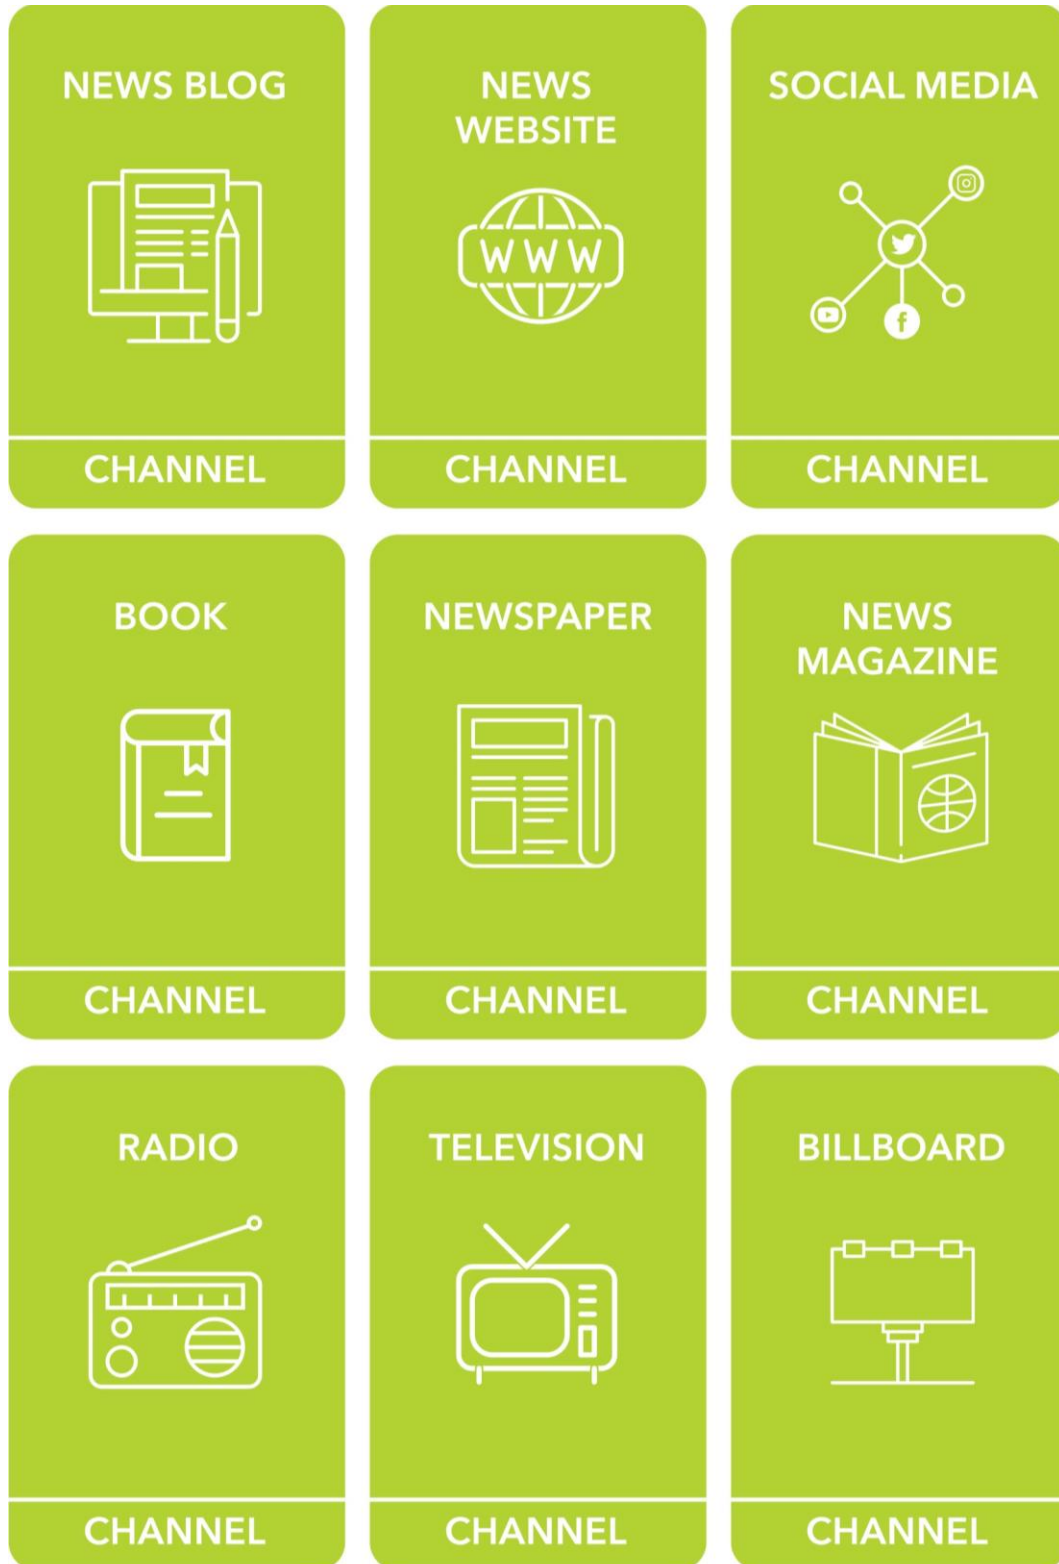 NEWS BLOG
NEWS
WEBSITE
WWW
SOCIAL MEDIA
f
CHANNEL
CHANNEL
CHANNEL
BOOK
NEWSPAPER
NEWS
MAGAZINE
CHANNEL
CHANNEL
CHANNEL
RADIO
TELEVISION
BILLBOARD
CHANNEL
CHANNEL
CHANNEL